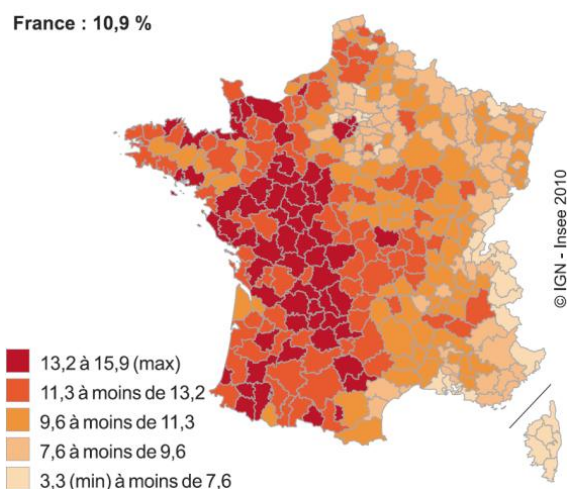 France : 10,9 %
© IGN - Insee 2010
13,2 à 15,9 (max)
11,3 à moins de 13,2
9,6 à moins de 11,3
7,6 à moins de 9,6
3,3 (min) à moins de 7,6